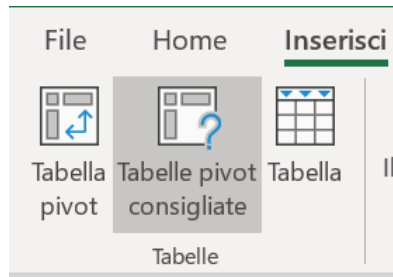 File Home Inserisci
Tabella pivot
Tabelle pivot consigliate
Tabella
Tabelle